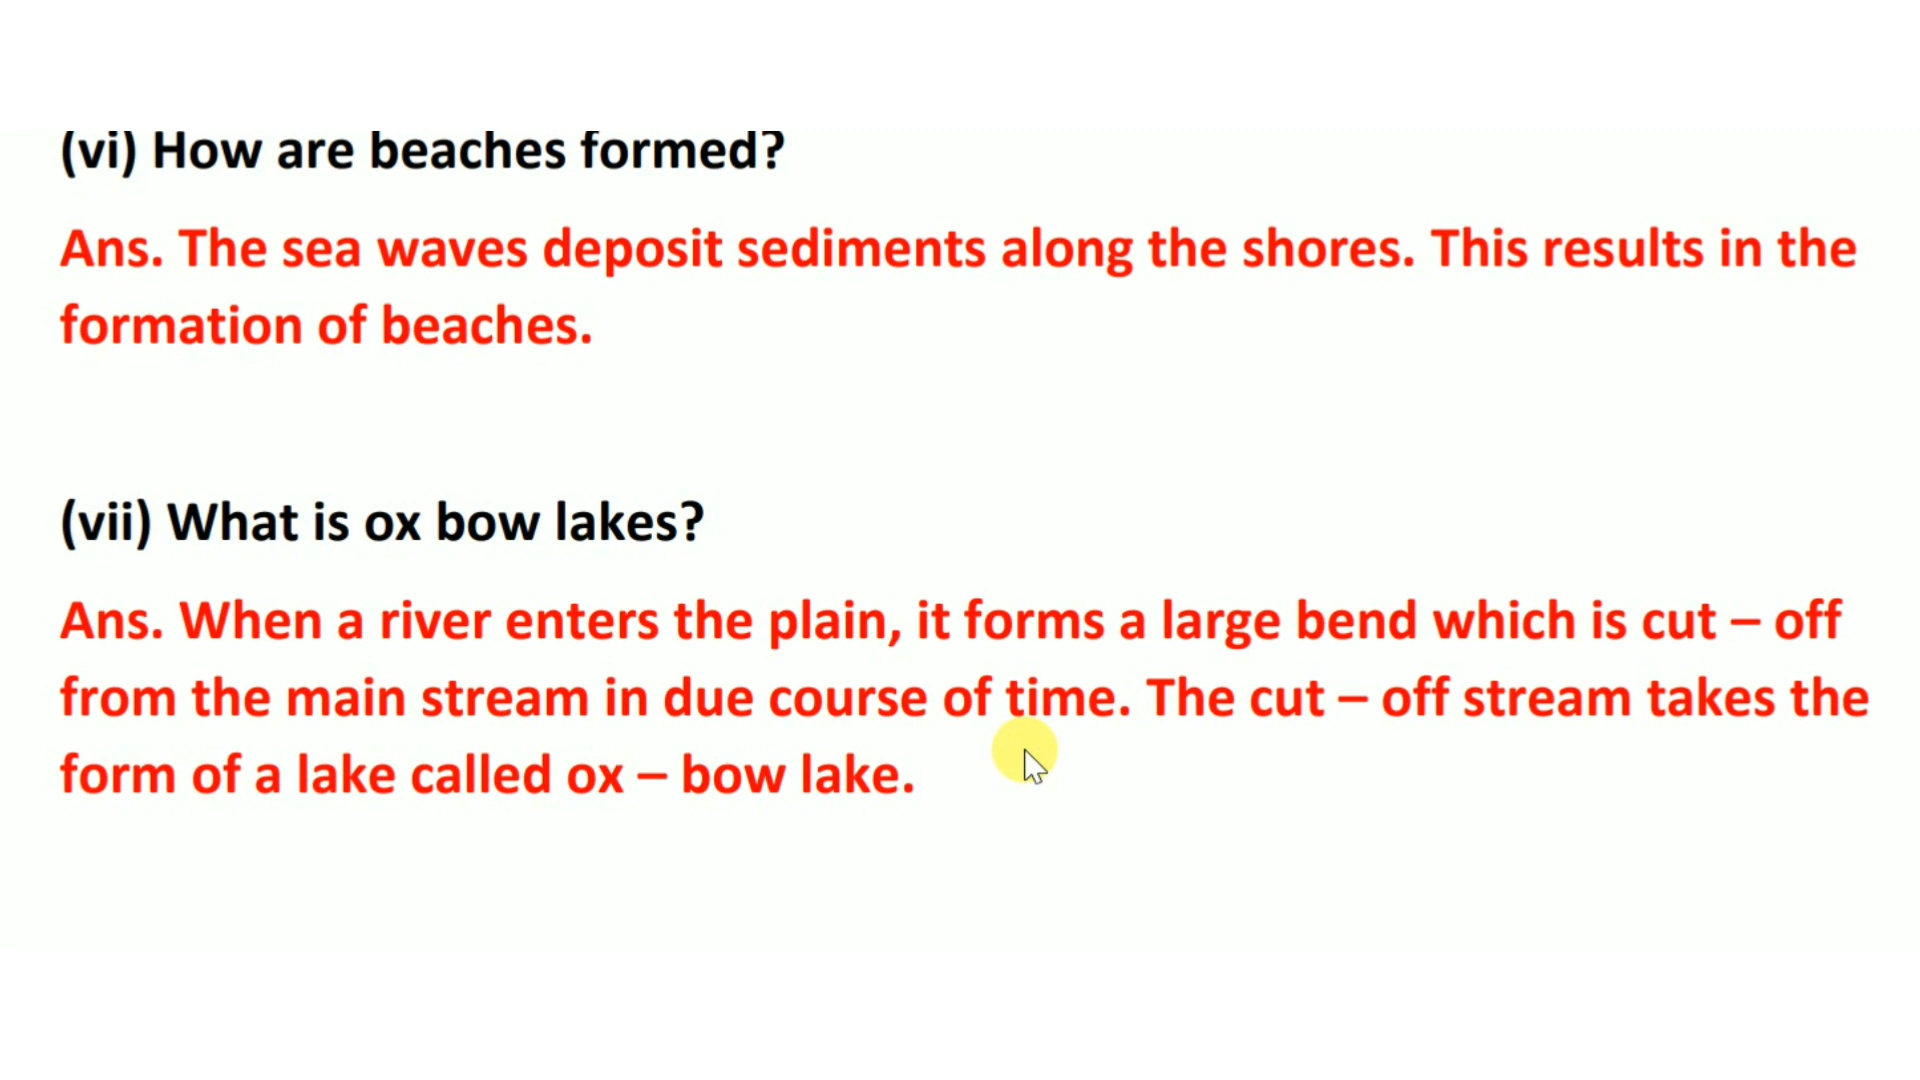 (vi) How are beaches formed?
Ans. The sea waves deposit sediments along the shores. This results in the
formation of beaches.
(vii) What is ox bow lakes?
Ans. When a river enters the plain, it forms a large bend which is cut – off
from the main stream in due course of time. The cut – off stream takes the
form of a lake called ox – bow lake.